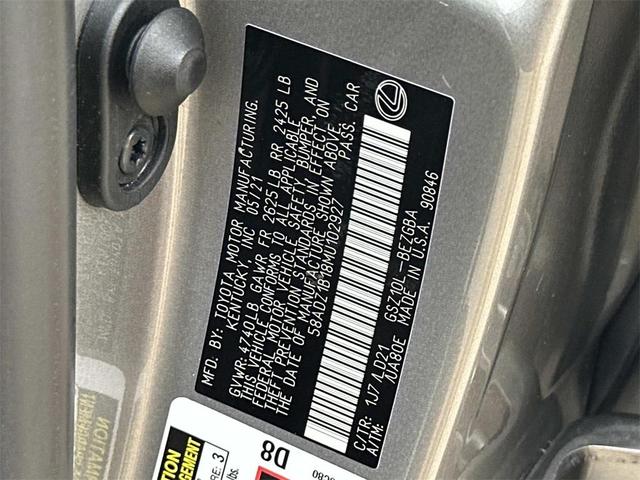 MFD. BY: TOYOTA MOTOR MANUFACTURING.
KENTUCKY, INC 05/21
GVWR: 4740LB GAWR FR 2625LB RR 2425 LB
THIS VEHICLE CONFORMS TO ALL APPLICABLE
FEDERAL MOTOR VEHICLE SAFETY, BUMPER, AND
THEFT PREVENTION STANDARDS IN EFFECT ON
THE DATE OF MANUFACTURE SHOWN ABOVE.
58ADZ1B18MU102927 PASS. CAR
C/TR: 1J7 LD21 GSZ10L-BEZGBA
A/TM: UA80E MADE IN U.S.A. 90846
D8